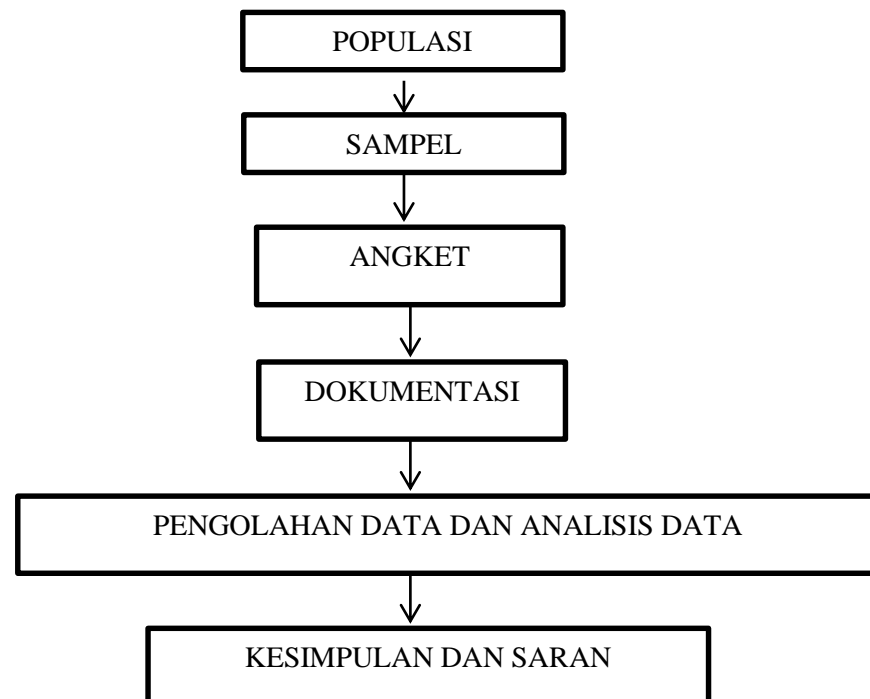 POPULASI
SAMPEL
ANGKET
DOKUMENTASI
PENGOLAHAN DATA DAN ANALISIS DATA
KESIMPULAN DAN SARAN